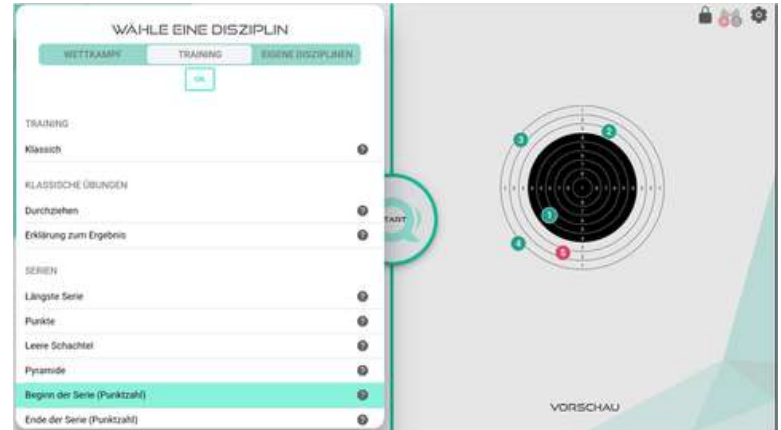 WÄHLE EINE DISZIPLIN
WETTKAMPF TRAINING EIGENE DISZIPLINEN
OK
TRAINING
Klassich
KLASSISCHE ÜBUNGEN
Durchziehen
Erklärung zum Ergebnis
SERIEN
Längste Serie
Punkte
Leere Schachtel
Pyramide
Beginn der Serie (Punktzahl)
Ende der Serie (Punktzahl)
TART
3
2
1
4
5
VORSCHAU